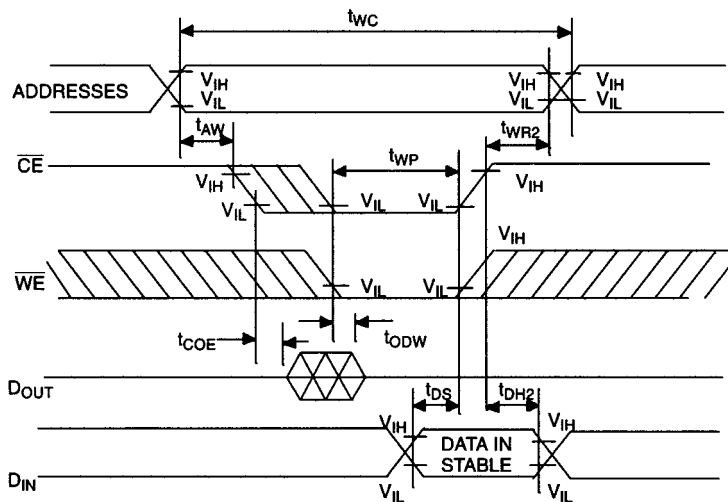 tWC
ADDRESSES
VIH
VIL
VIH
VIL
VIH
VIL
tAW
tWR2
CE
tWP
VIH
VIL
VIL
VIL
VIH
WE
VIH
VIL
VIL
tCOE
tODW
DOUT
tDS
tDH2
DIN
VIH
VIL
DATA IN
STABLE
VIH
VIL